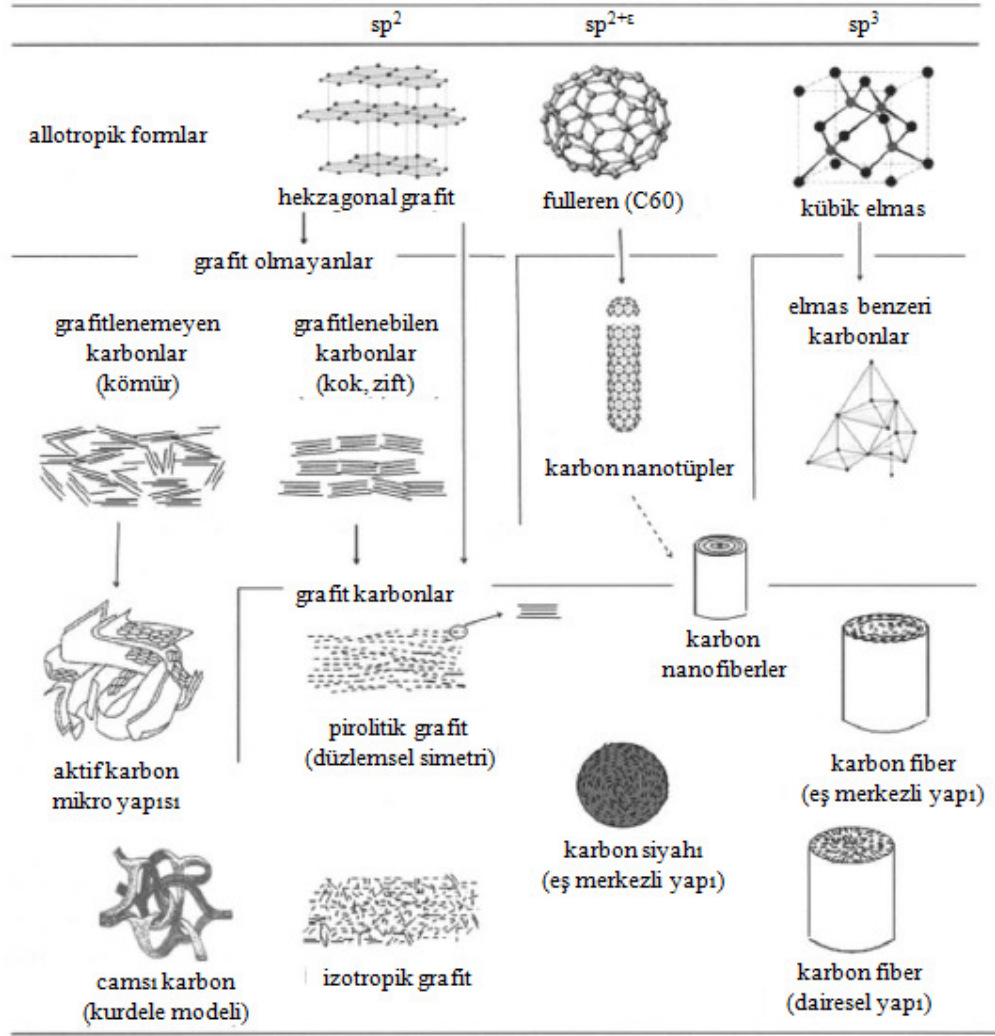 sp2 sp2+ε sp3
allotropik formlar
hekzagonal grafit
fulleren (C60)
kübik elmas
grafit olmayanlar
grafitlenemeyen
karbonlar
(kömür)
grafitlenebilen
karbonlar
(kok, zift)
karbon nanotüpler
elmas benzeri
karbonlar
grafit karbonlar
aktif karbon
mikro yapısı
pirolitik grafit
(düzlemsel simetri)
karbon
nanofiberler
karbon siyahı
(eş merkezli yapı)
karbon fiber
(eş merkezli yapı)
camsı karbon
(kurdele modeli)
izotropik grafit
karbon fiber
(dairesel yapı)